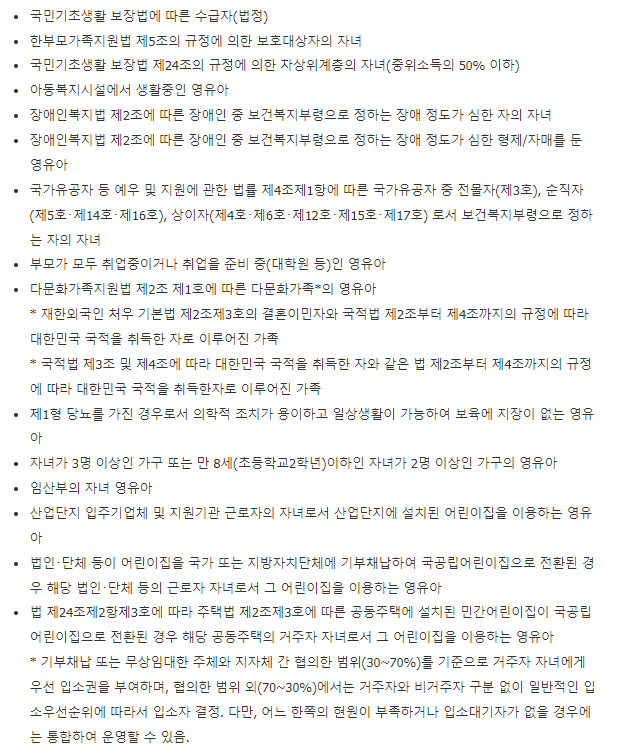 • 국민기초생활 보장법에 따른 수급자(법정)
• 한부모가족지원법 제5조의 규정에 의한 보호대상자의 자녀
• 국민기초생활 보장법 제24조의 규정에 의한 차상위계층의 자녀(중위소득의 50% 이하)
• 아동복지시설에서 생활중인 영유아
• 장애인복지법 제2조에 따른 장애인 중 보건복지부령으로 정하는 장애 정도가 심한 자의 자녀
• 장애인복지법 제2조에 따른 장애인 중 보건복지부령으로 정하는 장애 정도가 심한 형제/자매를 둔
영유아
• 국가유공자 등 예우 및 지원에 관한 법률 제4조제1항에 따른 국가유공자 중 전몰자(제3호), 순직자
(제5호·제14호·제16호), 상이자(제4호·제6호·제12호·제15호·제17호) 로서 보건복지부령으로 정하
는 자의 자녀
• 부모가 모두 취업중이거나 취업을 준비 중(대학원 등)인 영유아
• 다문화가족지원법 제2조 제1호에 따른 다문화가족*의 영유아
* 재한외국인 처우 기본법 제2조제3호의 결혼이민자와 국적법 제2조부터 제4조까지의 규정에 따라
대한민국 국적을 취득한 자로 이루어진 가족
* 국적법 제3조 및 제4조에 따라 대한민국 국적을 취득한 자와 같은 법 제2조부터 제4조까지의 규정
에 따라 대한민국 국적을 취득한자로 이루어진 가족
• 제1형 당뇨를 가진 경우로서 의학적 조치가 용이하고 일상생활이 가능하여 보육에 지장이 없는 영유
아
• 자녀가 3명 이상인 가구 또는 만 8세(초등학교2학년)이하인 자녀가 2명 이상인 가구의 영유아
• 임산부의 자녀 영유아
• 산업단지 입주기업체 및 지원기관 근로자의 자녀로서 산업단지에 설치된 어린이집을 이용하는 영유
아
• 법인·단체 등이 어린이집을 국가 또는 지방자치단체에 기부채납하여 국공립어린이집으로 전환된 경
우 해당 법인·단체 등의 근로자 자녀로서 그 어린이집을 이용하는 영유아
• 법 제24조제2항제3호에 따라 주택법 제2조제3호에 따른 공동주택에 설치된 민간어린이집이 국공립
어린이집으로 전환된 경우 해당 공동주택의 거주자 자녀로서 그 어린이집을 이용하는 영유아
* 기부채납 또는 무상임대한 주체와 지자체 간 협의한 범위(30~70%)를 기준으로 거주자 자녀에게
우선 입소권을 부여하며, 협의한 범위 외(70~30%)에서는 거주자와 비거주자 구분 없이 일반적인 입
소우선순위에 따라서 입소자 결정. 다만, 어느 한쪽의 현원이 부족하거나 입소대기자가 없을 경우에
는 통합하여 운영할 수 있음.